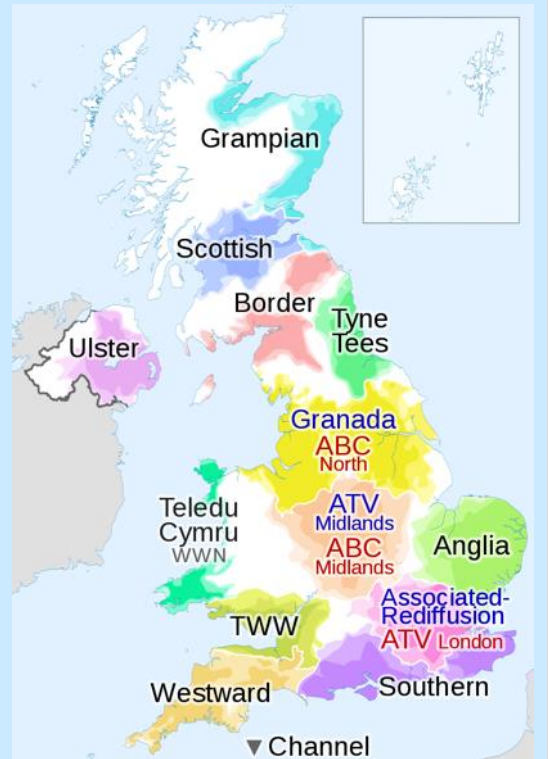 Grampian
Scottish
Border
Tyne
Tees
Ulster
Granada
ABC
North
Teledu
Cymru
WWN
ATV
Midlands
ABC
Midlands
Anglia
Associated-
Rediffusion
ATV London
TWW
Southern
Westward
▼ Channel